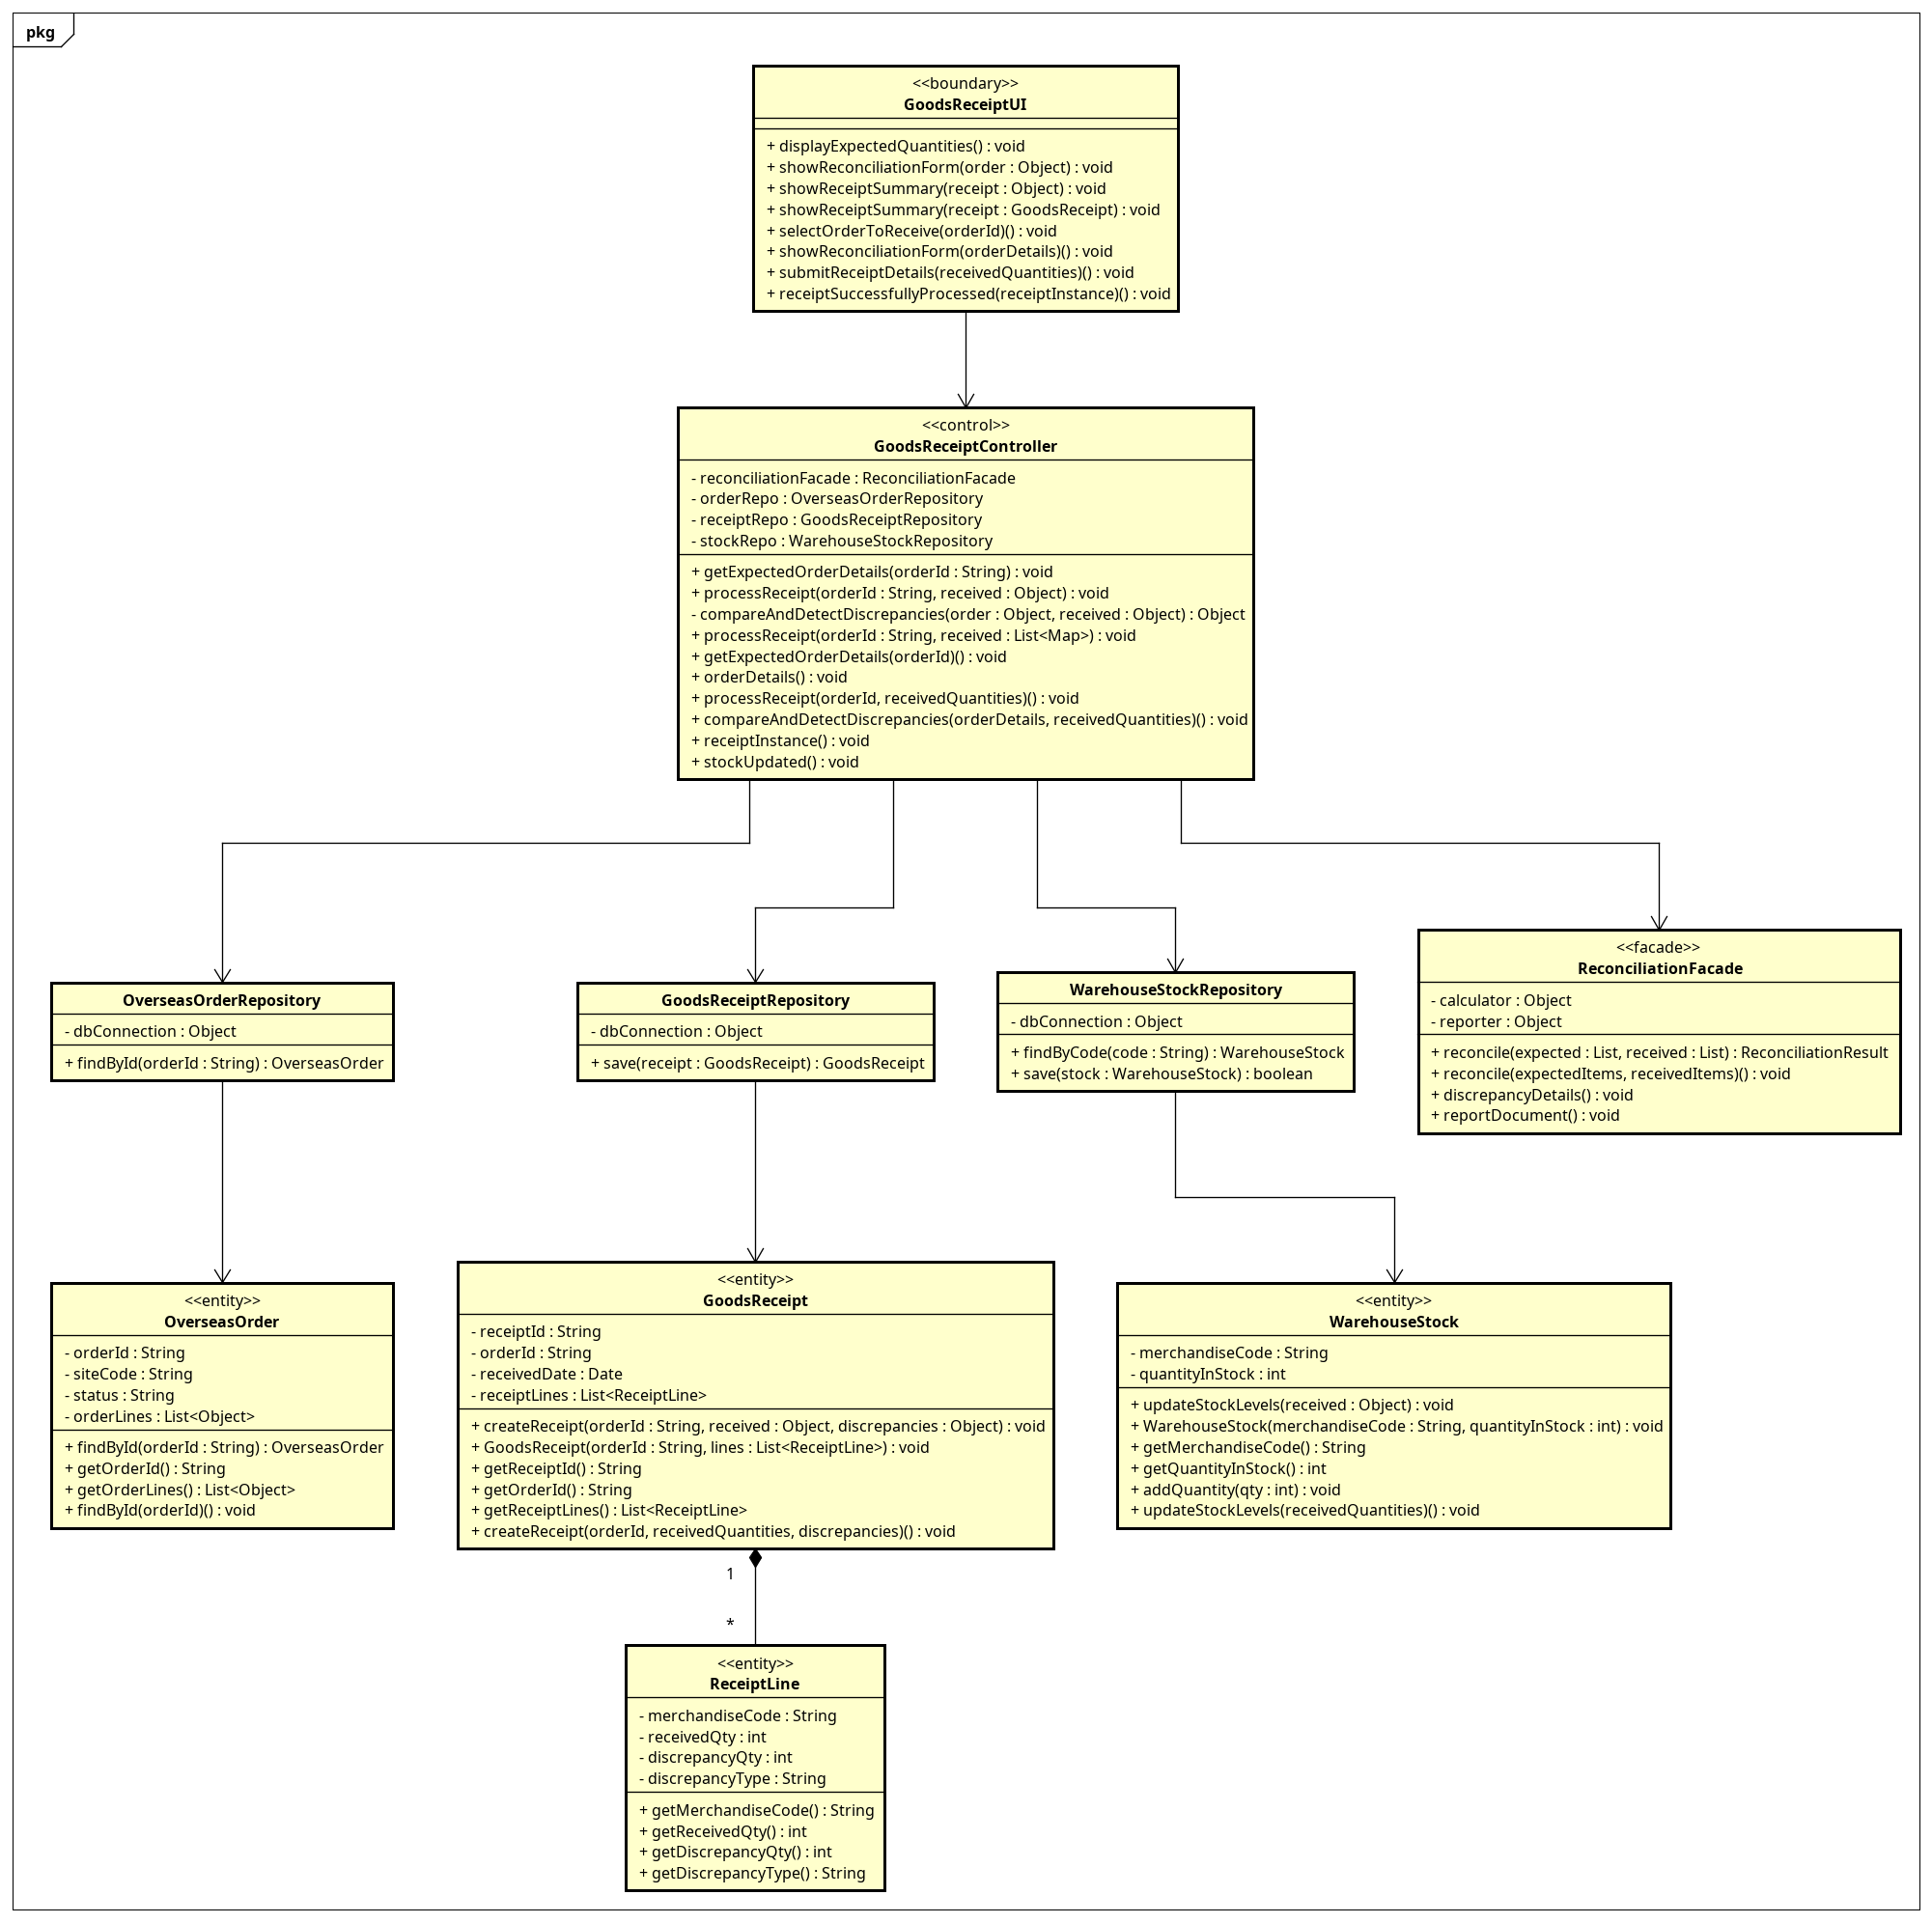 pkg
<<boundary>>
GoodsReceiptUI
+ displayExpectedQuantities() : void
+ showReconciliationForm(order : Object) : void
+ showReceiptSummary(receipt : Object) : void
+ showReceiptSummary(receipt : GoodsReceipt) : void
+ selectOrderToReceive(orderId)() : void
+ showReconciliationForm(orderDetails)() : void
+ submitReceiptDetails(receivedQuantities)() : void
+ receiptSuccessfullyProcessed(receiptInstance)() : void
<<control>>
GoodsReceiptController
- reconciliationFacade : ReconciliationFacade
- orderRepo : OverseasOrderRepository
- receiptRepo : GoodsReceiptRepository
- stockRepo : WarehouseStockRepository
+ getExpectedOrderDetails(orderId : String) : void
+ processReceipt(orderId : String, received : Object) : void
- compareAndDetectDiscrepancies(order : Object, received : Object) : Object
+ processReceipt(orderId : String, received : List<Map>) : void
+ getExpectedOrderDetails(orderId)() : void
+ orderDetails() : void
+ processReceipt(orderId, receivedQuantities)() : void
+ compareAndDetectDiscrepancies(orderDetails, receivedQuantities)() : void
+ receiptInstance() : void
+ stockUpdated() : void
OverseasOrderRepository
- dbConnection : Object
+ findById(orderId : String) : OverseasOrder
GoodsReceiptRepository
- dbConnection : Object
+ save(receipt : GoodsReceipt) : GoodsReceipt
WarehouseStockRepository
- dbConnection : Object
+ findByCode(code : String) : WarehouseStock
+ save(stock : WarehouseStock) : boolean
<<facade>>
ReconciliationFacade
- calculator : Object
- reporter : Object
+ reconcile(expected : List, received : List) : ReconciliationResult
+ reconcile(expectedItems, receivedItems)() : void
+ discrepancyDetails() : void
+ reportDocument() : void
<<entity>>
OverseasOrder
- orderId : String
- siteCode : String
- status : String
- orderLines : List<Object>
+ findById(orderId : String) : OverseasOrder
+ getOrderId() : String
+ getOrderLines() : List<Object>
+ findById(orderId)() : void
<<entity>>
GoodsReceipt
- receiptId : String
- orderId : String
- receivedDate : Date
- receiptLines : List<ReceiptLine>
+ createReceipt(orderId : String, received : Object, discrepancies : Object) : void
+ GoodsReceipt(orderId : String, lines : List<ReceiptLine>) : void
+ getReceiptId() : String
+ getOrderId() : String
+ getReceiptLines() : List<ReceiptLine>
+ createReceipt(orderId, receivedQuantities, discrepancies)() : void
<<entity>>
WarehouseStock
- merchandiseCode : String
- quantityInStock : int
+ updateStockLevels(received : Object) : void
+ WarehouseStock(merchandiseCode : String, quantityInStock : int) : void
+ getMerchandiseCode() : String
+ getQuantityInStock() : int
+ addQuantity(qty : int) : void
+ updateStockLevels(receivedQuantities)() : void
1
*
<<entity>>
ReceiptLine
- merchandiseCode : String
- receivedQty : int
- discrepancyQty : int
- discrepancyType : String
+ getMerchandiseCode() : String
+ getReceivedQty() : int
+ getDiscrepancyQty() : int
+ getDiscrepancyType() : String